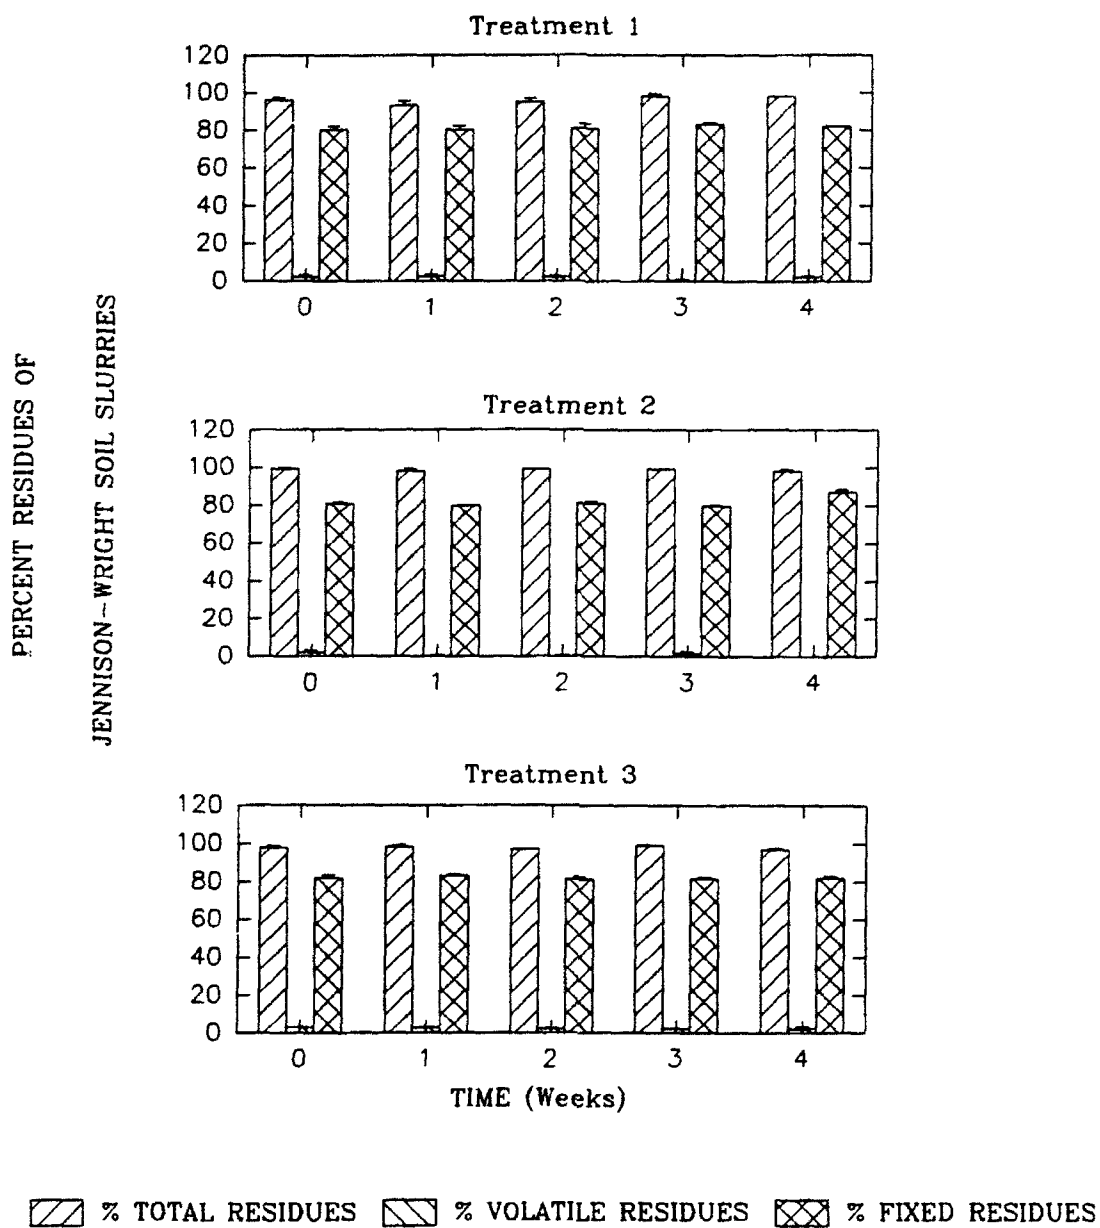 Treatment 1
120
100
80
60
40
20
0
0 1 2 3 4
PERCENT RESIDUES OF
JENNISON-WRIGHT SOIL SLURRIES
Treatment 2
120
100
80
60
40
20
0
0 1 2 3 4
Treatment 3
120
100
80
60
40
20
0
0 1 2 3 4
TIME (Weeks)
% TOTAL RESIDUES % VOLATILE RESIDUES % FIXED RESIDUES